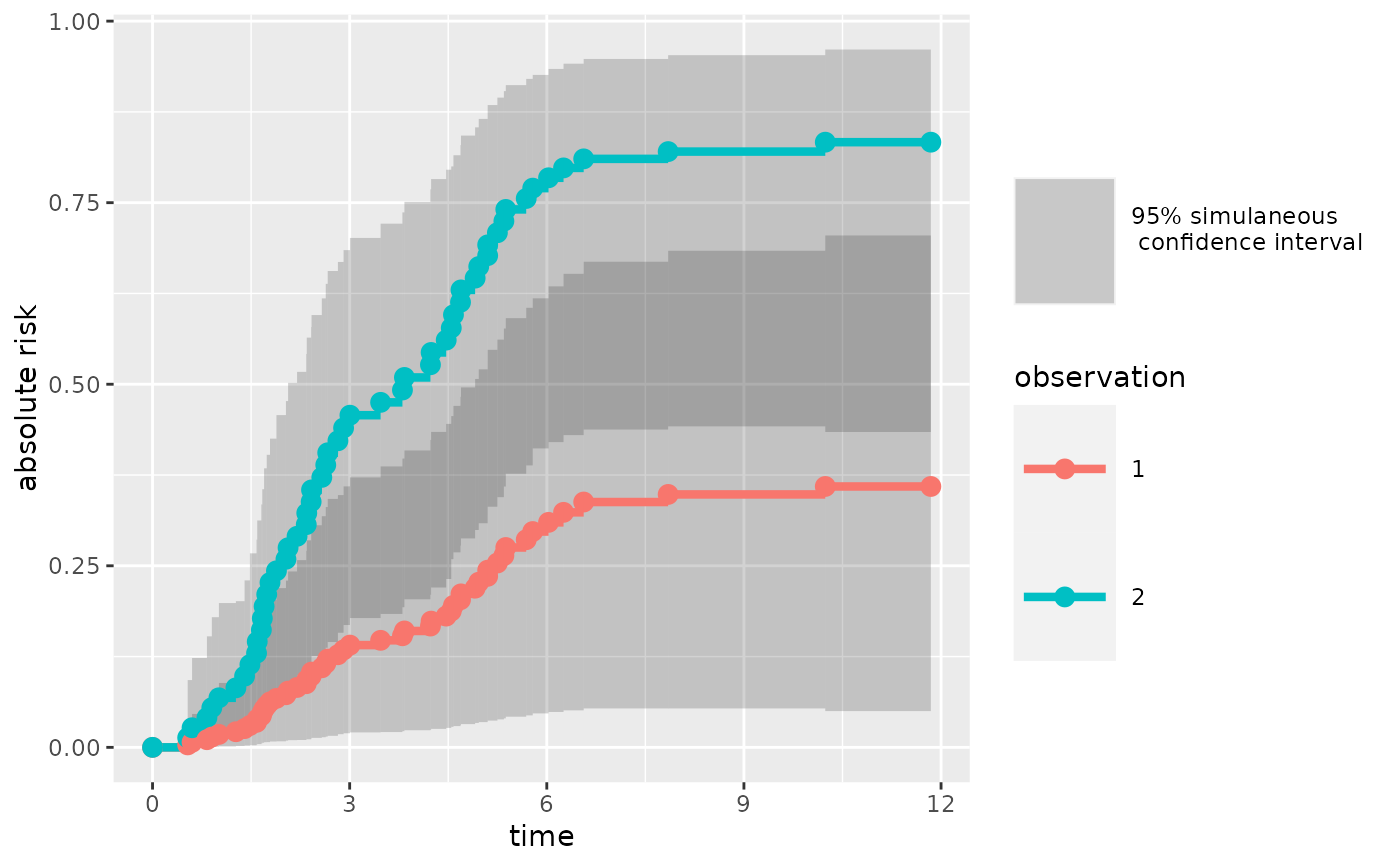 1.00
0.75
0.50
0.25
0.00
absolute risk
0
3
6
9
12
time
95% simulaneous
confidence interval
observation
1
2